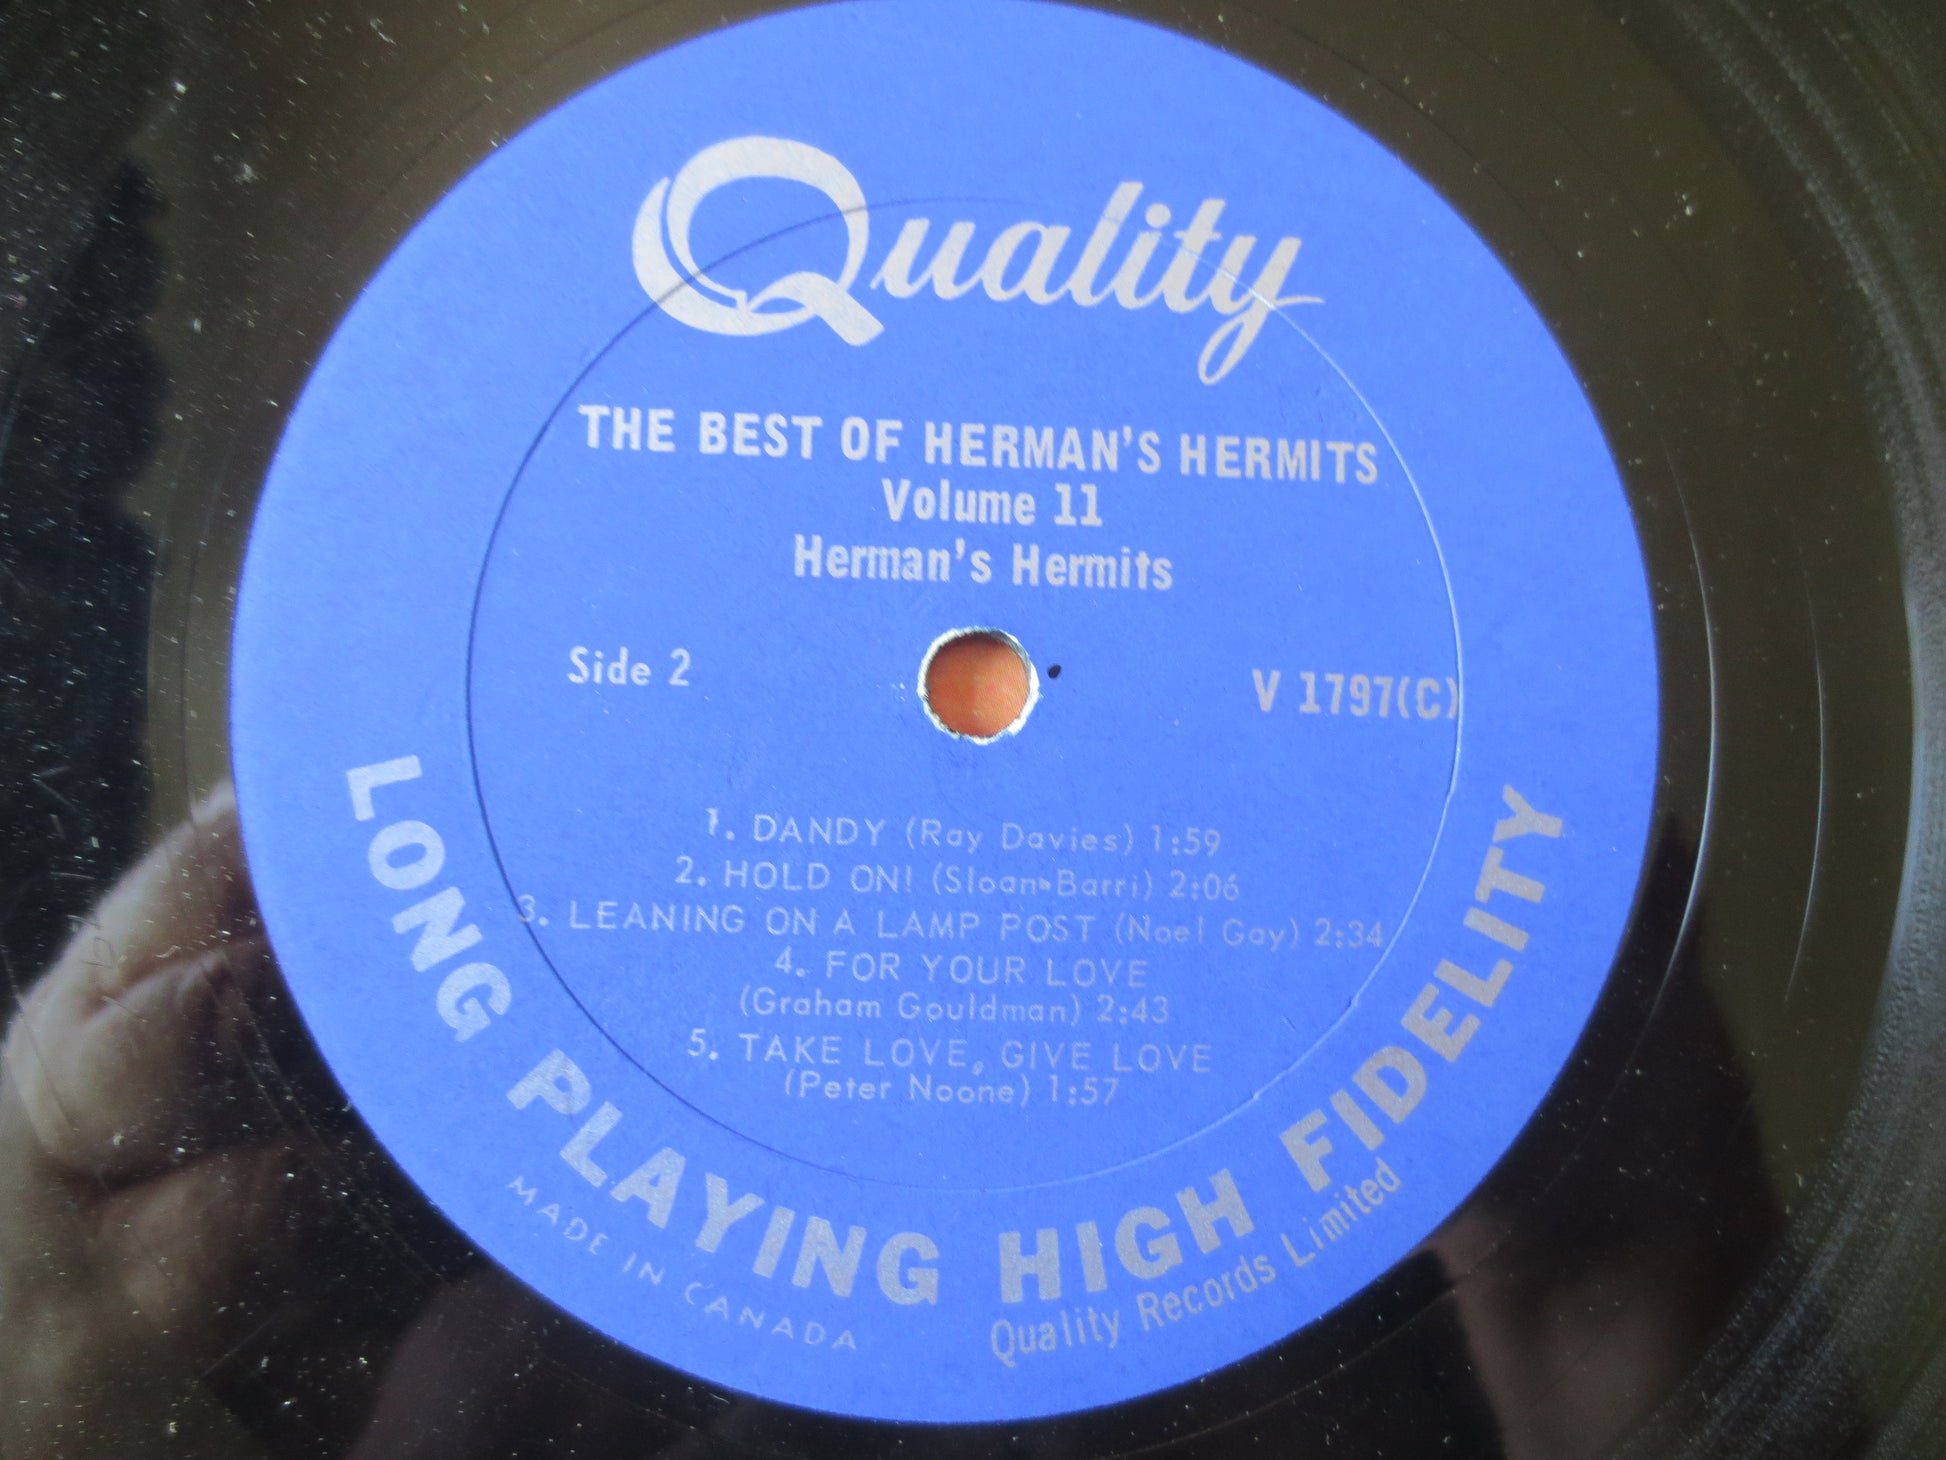 Quality
THE BEST OF HERMAN'S HERMITS
Volume 11
Herman's Hermits
Side 2
V 1797(C)
1. DANDY (Ray Davies) 1:59
2. HOLD ON! (Sloan-Barri) 2:06
3. LEANING ON A LAMP POST (Noel Gay) 2:34
4. FOR YOUR LOVE
(Graham Gouldman) 2:43
5. TAKE LOVE, GIVE LOVE
(Peter Noone) 1:57
LONG PLAYING HIGH FIDELITY
MADE IN CANADA
Quality Records Limited